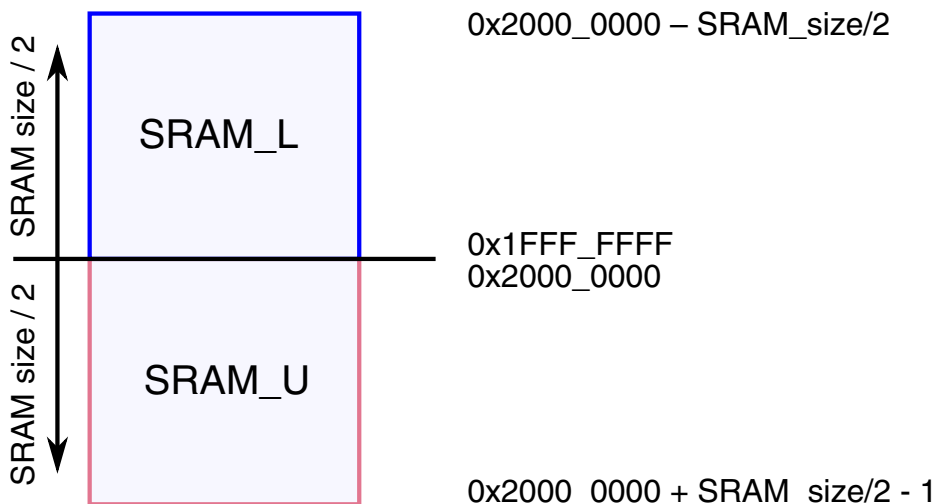 0x2000_0000 – SRAM_size/2
SRAM size / 2
SRAM_L
0x1FFF_FFFF
0x2000_0000
SRAM size / 2
SRAM_U
0x2000_0000 + SRAM_size/2 - 1